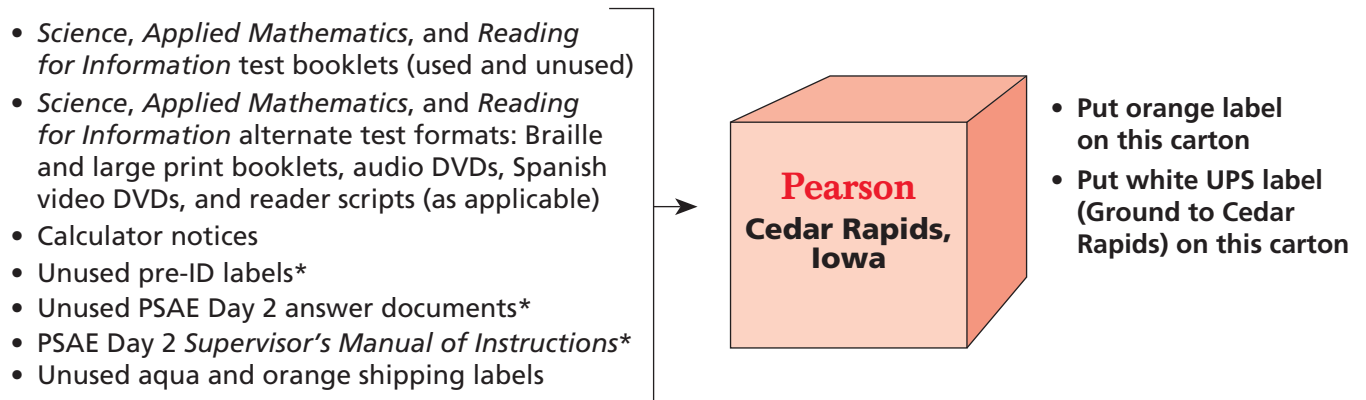 • Science, Applied Mathematics, and Reading
for Information test booklets (used and unused)
• Science, Applied Mathematics, and Reading
for Information alternate test formats: Braille
and large print booklets, audio DVDs, Spanish
video DVDs, and reader scripts (as applicable)
• Calculator notices
• Unused pre-ID labels*
• Unused PSAE Day 2 answer documents*
• PSAE Day 2 Supervisor’s Manual of Instructions*
• Unused aqua and orange shipping labels
Pearson
Cedar Rapids,
Iowa
• Put orange label
on this carton
• Put white UPS label
(Ground to Cedar
Rapids) on this carton